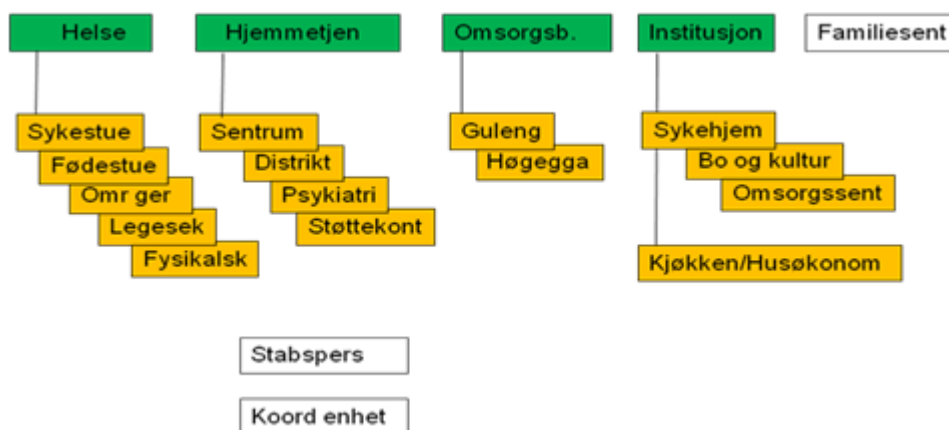 Helse
Hjemmetjen
Omsorgsb.
Institusjon
Familiesent
Sykestue
Fødestue
Omr ger
Legesek
Fysikalsk
Sentrum
Distrikt
Psykiatri
Støttekont
Guleng
Høgegga
Sykehjem
Bo og kultur
Omsorgssent
Kjøkken/Husøkonom
Stabspers
Koord enhet